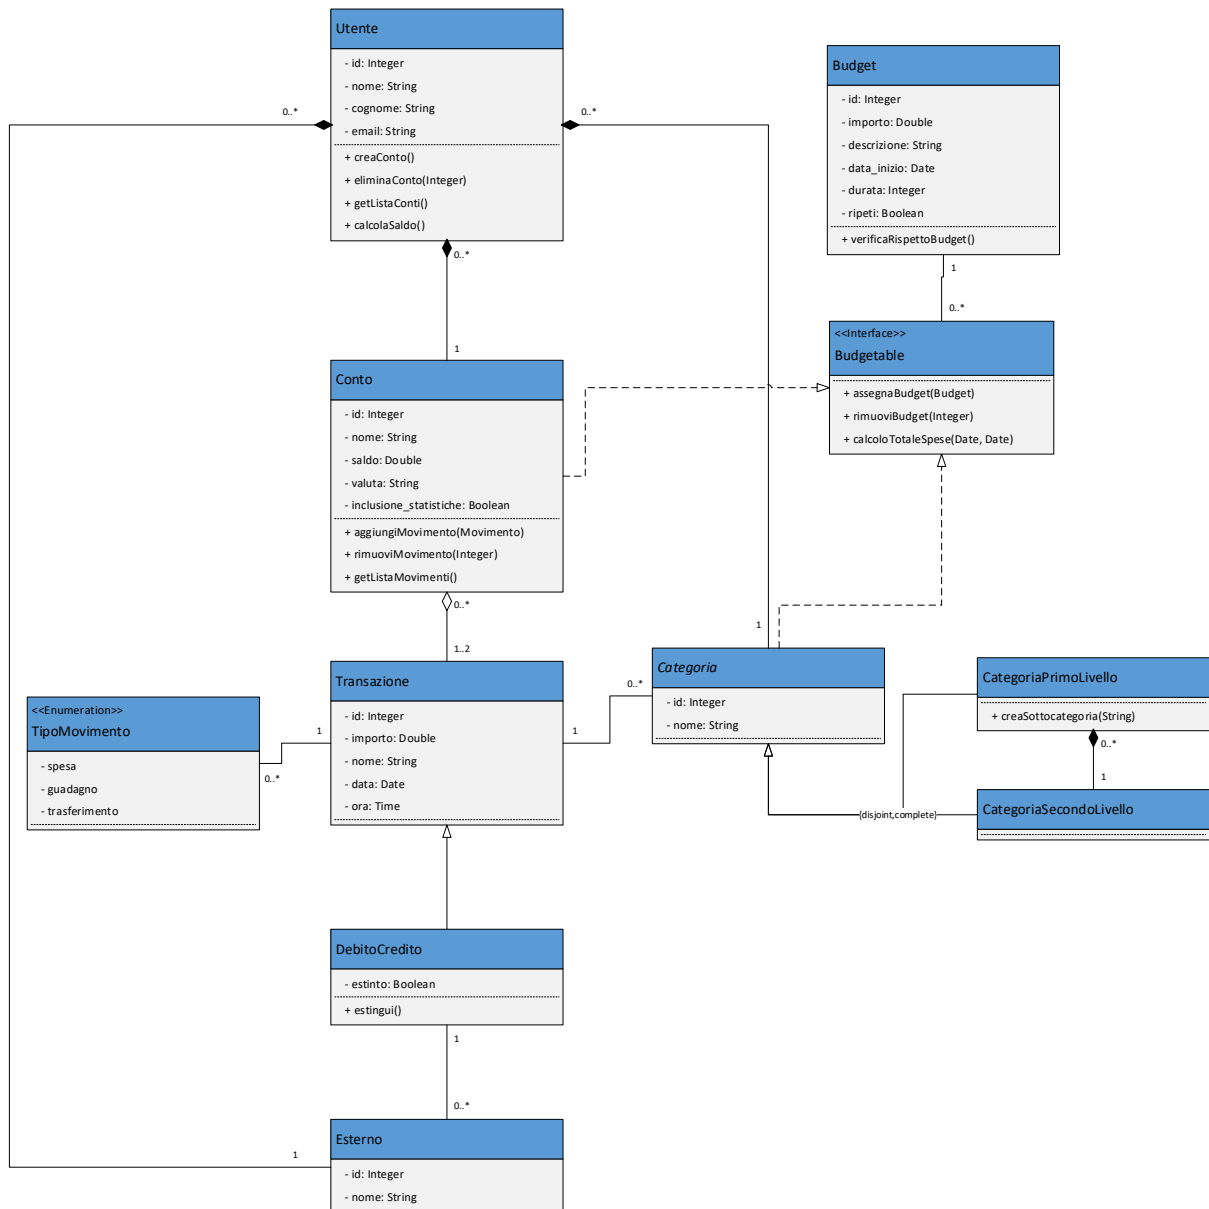 Utente
- id: Integer
- nome: String
- cognome: String
- email: String
+ creaConto()
+ eliminaConto(Integer)
+ getListaConti()
+ calcolaSaldo()
0..*
0..*
0..*
1
Budget
- id: Integer
- importo: Double
- descrizione: String
- data_inizio: Date
- durata: Integer
- ripeti: Boolean
+ verificaRispettoBudget()
1
0..*
<<Interface>>
Budgetable
+ assegnaBudget(Budget)
+ rimuoviBudget(Integer)
+ calcoloTotaleSpese(Date, Date)
Conto
- id: Integer
- nome: String
- saldo: Double
- valuta: String
- inclusione_statistiche: Boolean
+ aggiungiMovimento(Movimento)
+ rimuoviMovimento(Integer)
+ getListaMovimenti()
0..*
1..2
1
Categoria
- id: Integer
- nome: String
0..*
1
CategoriaPrimoLivello
+ creaSottocategoria(String)
0..*
1
CategoriaSecondoLivello
{disjoint,complete}
Transazione
- id: Integer
- importo: Double
- nome: String
- data: Date
- ora: Time
<<Enumeration>>
TipoMovimento
- spesa
- guadagno
- trasferimento
1
0..*
DebitoCredito
- estinto: Boolean
+ estingui()
1
0..*
1
Esterno
- id: Integer
- nome: String